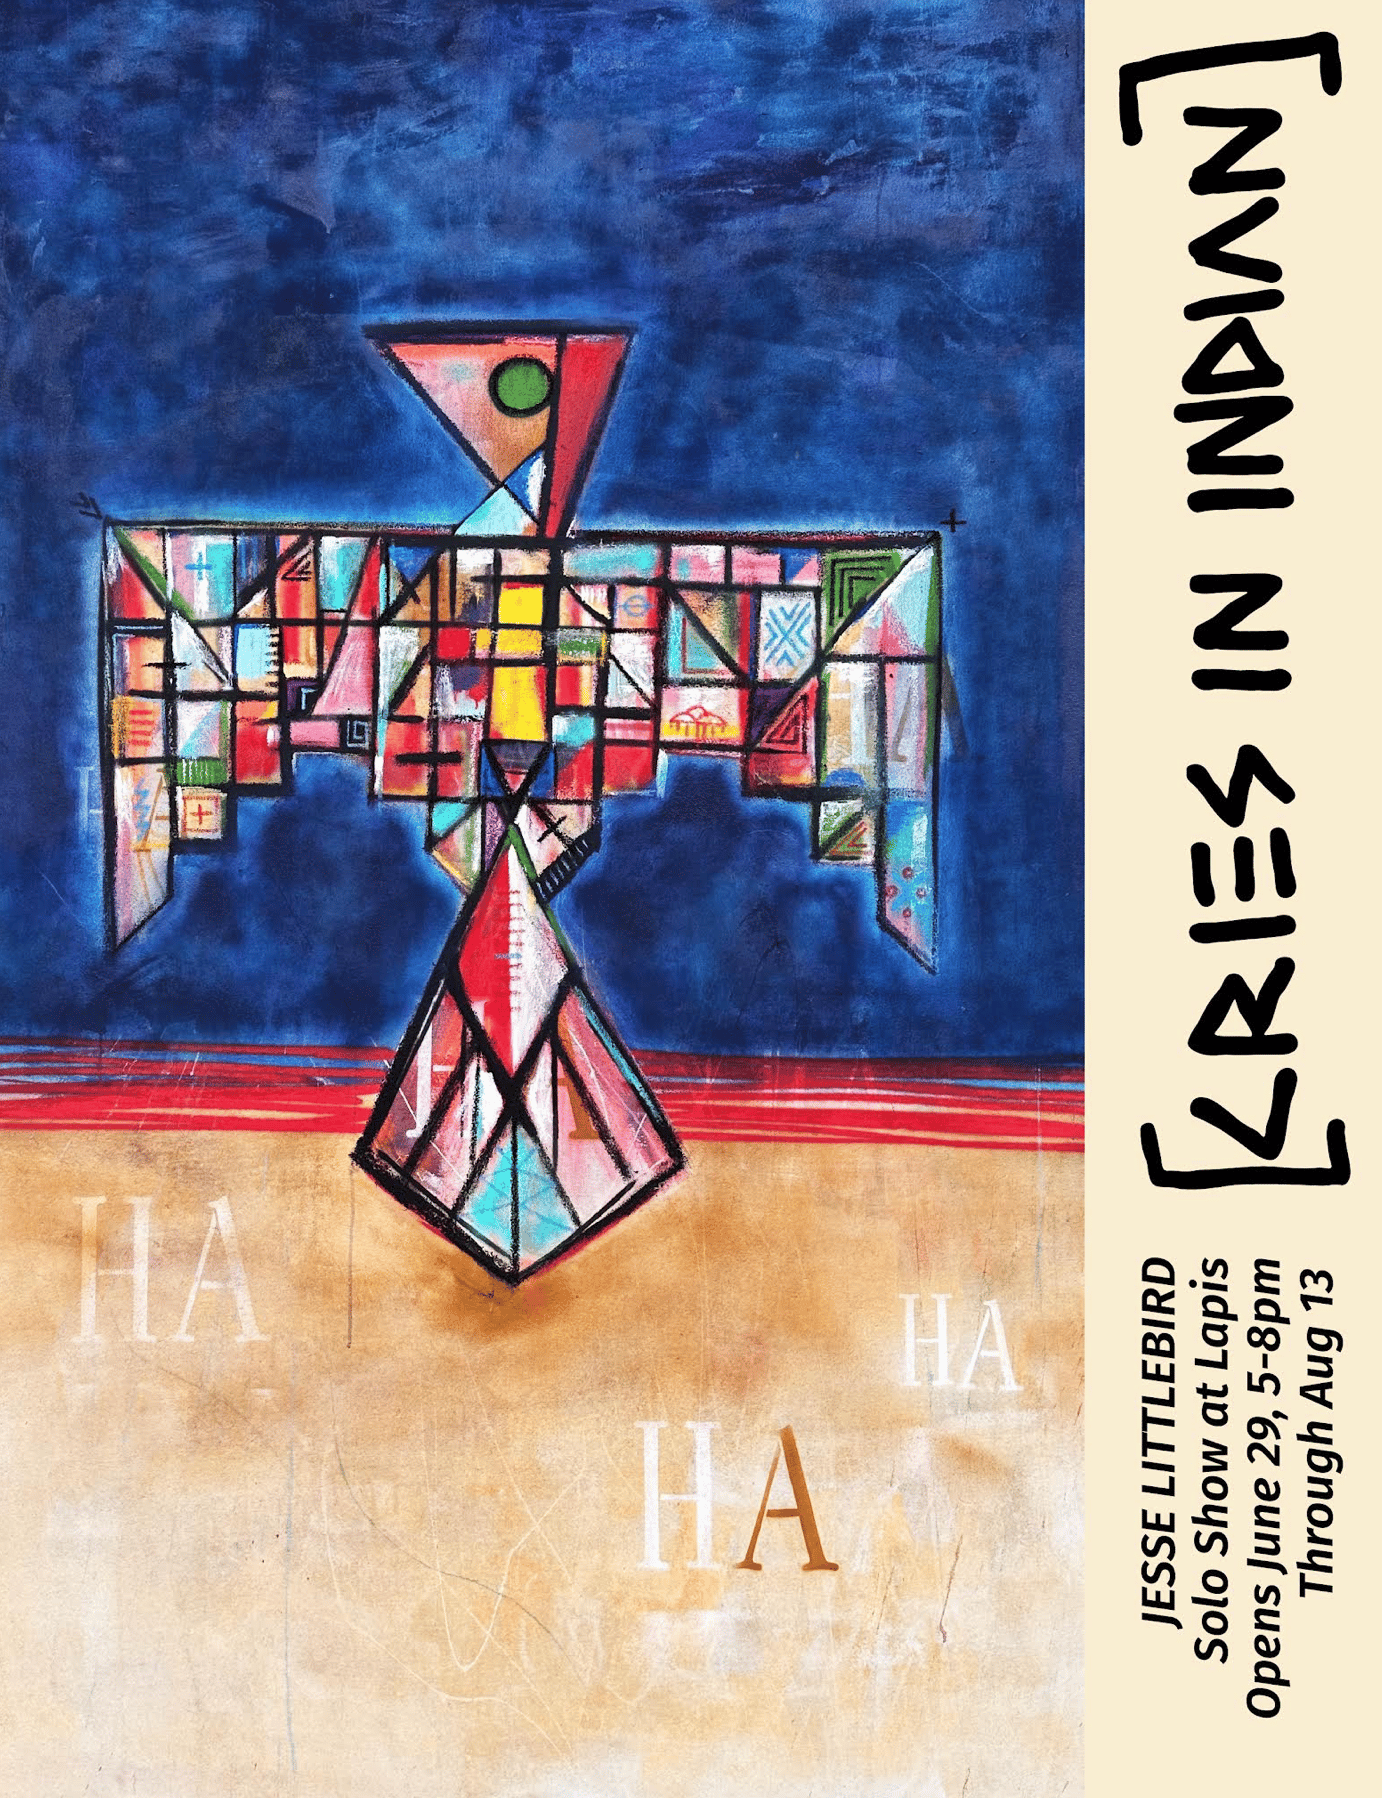 [CRIES IN INDIAN]
JESSE LITTLEBIRD
Solo Show at Lapis
Opens June 29, 5-8pm
Through Aug 13
HA
HA
HA